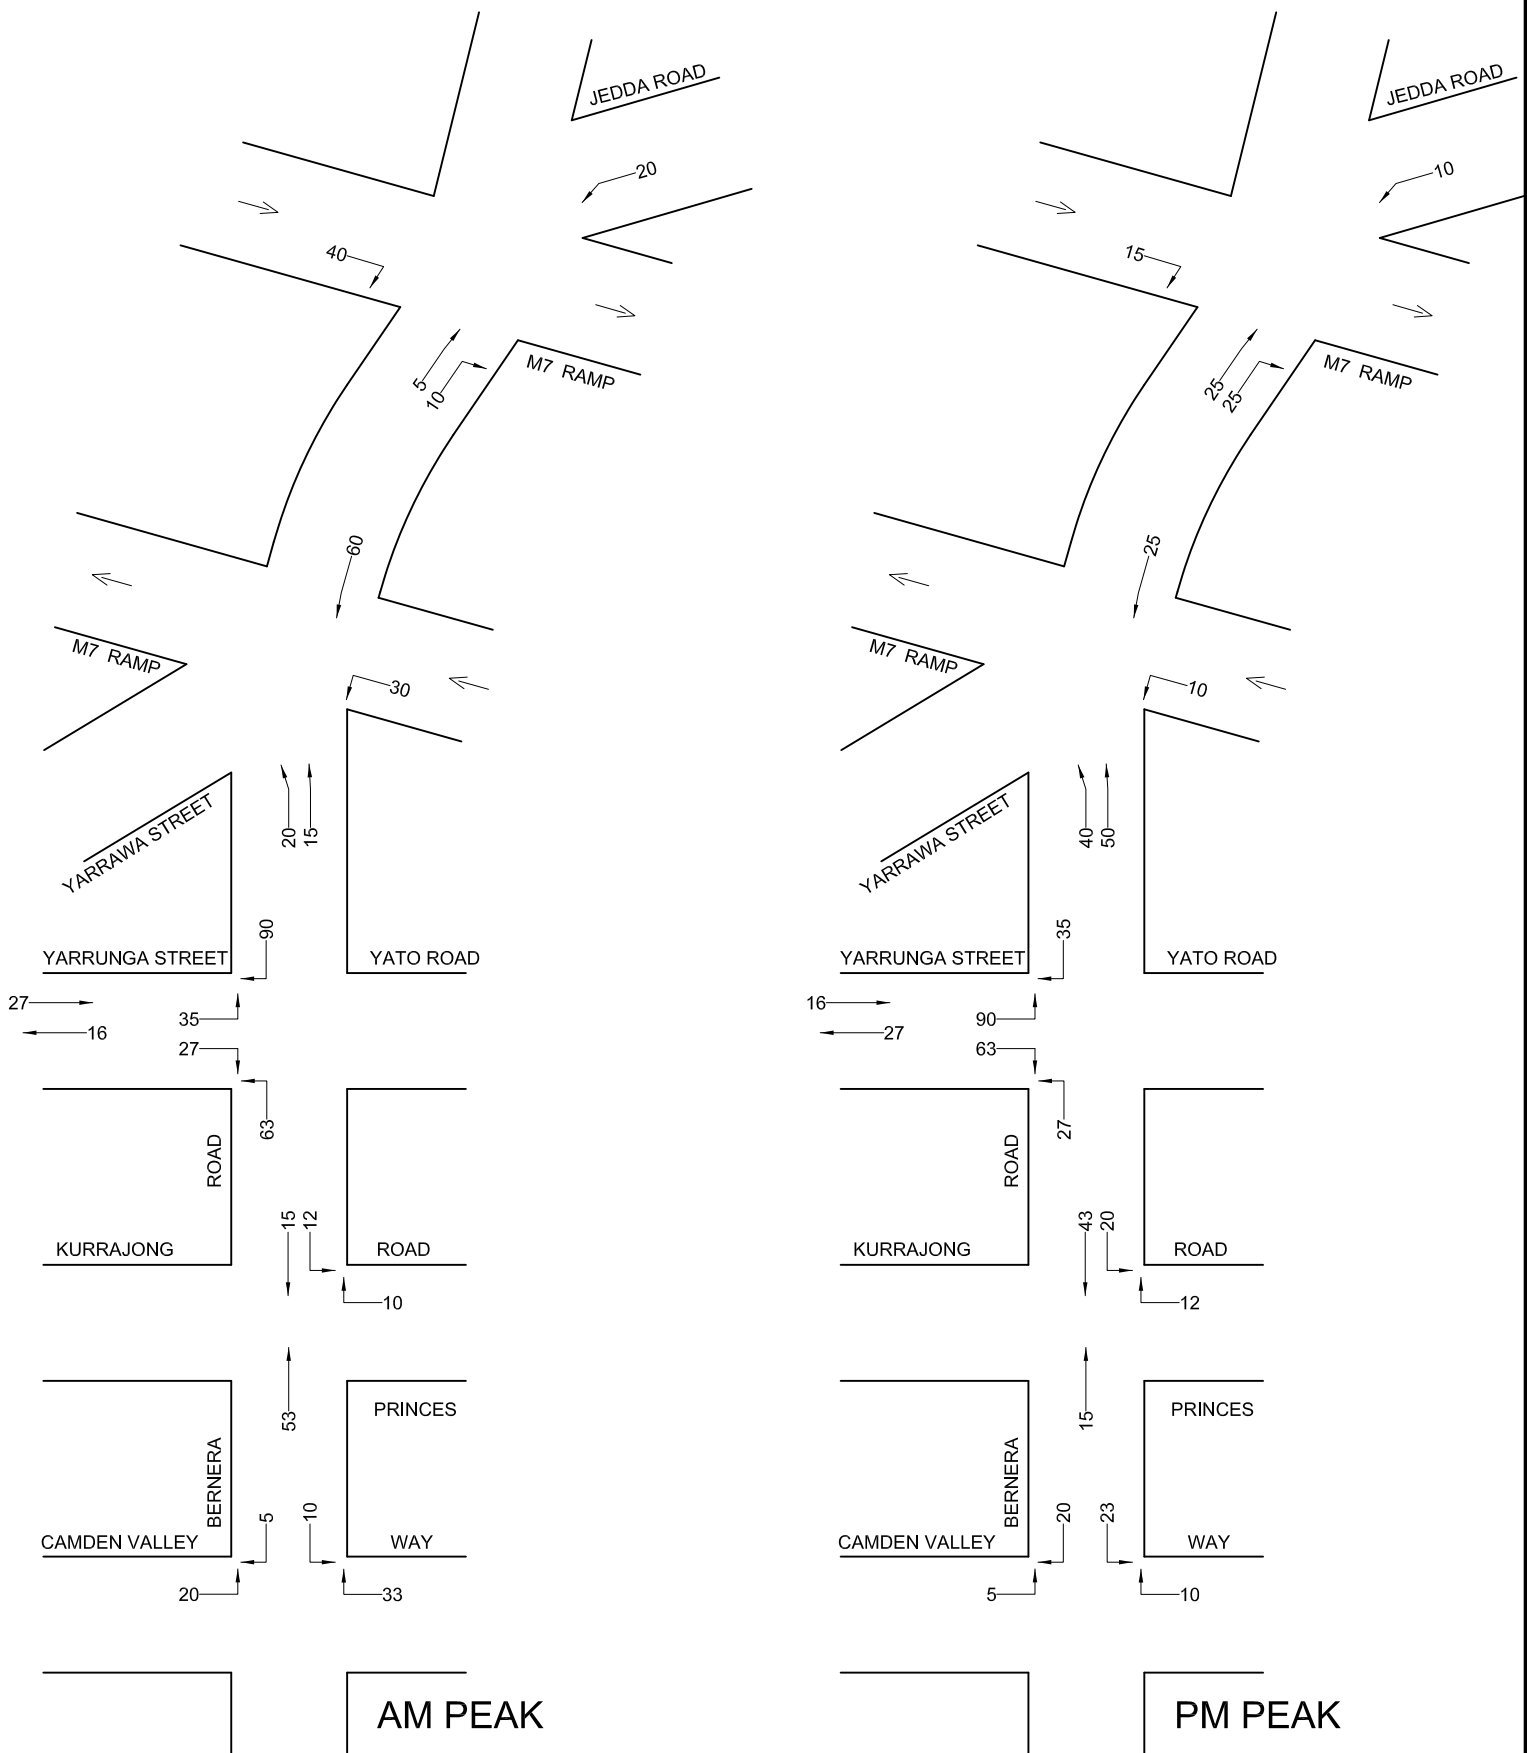 JEDDA ROAD
20
40
5
10
M7 RAMP
60
M7 RAMP
30
20
15
YARRAWA STREET
90
YARRUNGA STREET
YATO ROAD
27
35
16
27
63
ROAD
15
12
KURRAJONG
ROAD
10
53
PRINCES
BERNERA
5
10
CAMDEN VALLEY
WAY
20
33
AM PEAK
JEDDA ROAD
10
15
25
25
M7 RAMP
25
M7 RAMP
10
40
50
YARRAWA STREET
35
YARRUNGA STREET
YATO ROAD
16
90
27
63
27
ROAD
43
20
KURRAJONG
ROAD
12
15
PRINCES
BERNERA
20
23
CAMDEN VALLEY
WAY
5
10
PM PEAK